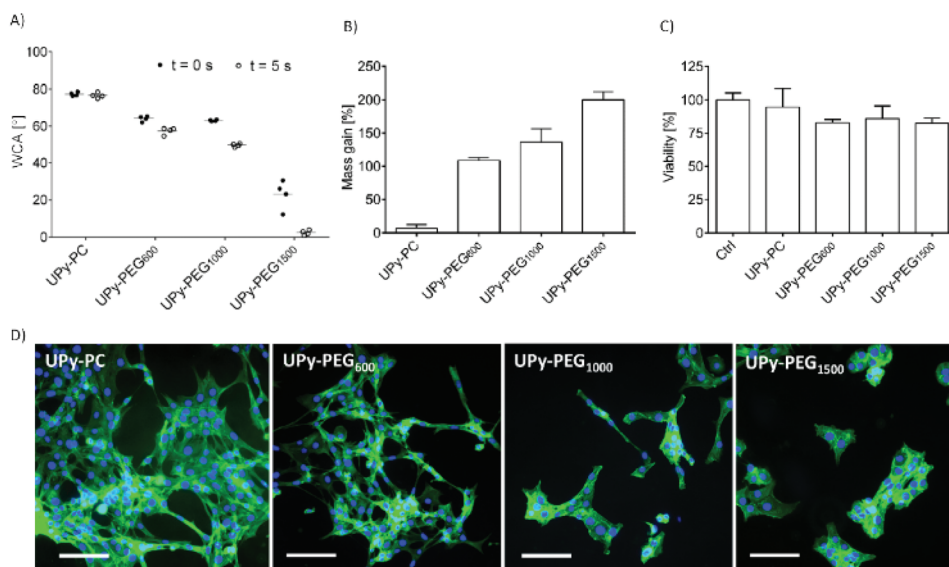 A)
WCA [°]
100
80
60
40
20
0
• t = 0 s ○ t = 5 s
UPy-PC
UPy-PEG600
UPy-PEG1000
UPy-PEG1500
B)
Mass gain [%]
250
200
150
100
50
0
UPy-PC
UPy-PEG600
UPy-PEG1000
UPy-PEG1500
C)
Viability [%]
125
100
75
50
25
0
Ctrl
UPy-PC
UPy-PEG600
UPy-PEG1000
UPy-PEG1500
D)
UPy-PC
UPy-PEG600
UPy-PEG1000
UPy-PEG1500